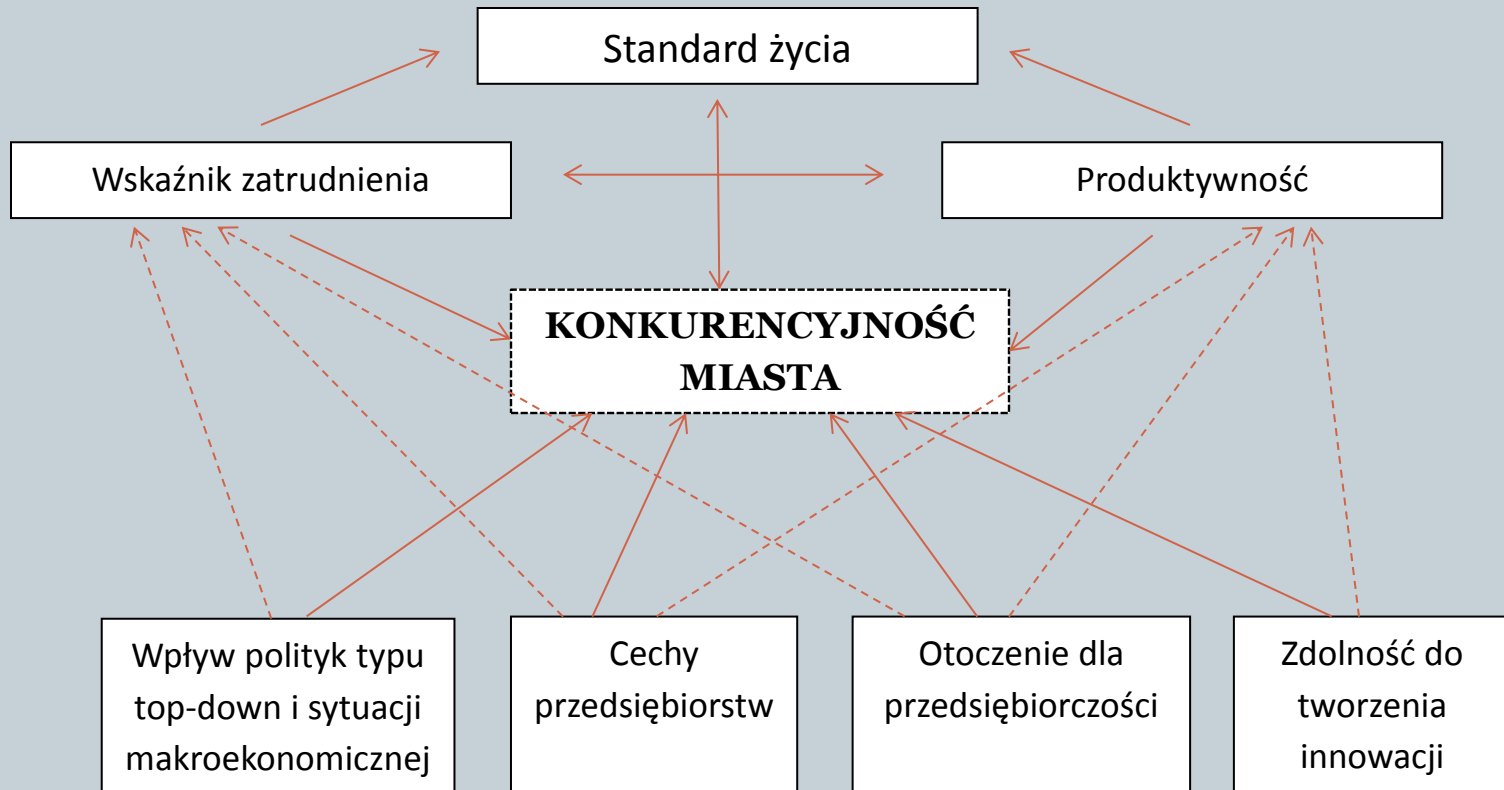 Standard życia
Wskaźnik zatrudnienia
Produktywność
KONKURENCYJNOŚĆ
MIASTA
Wpływ polityk typu
top-down i sytuacji
makroekonomicznej
Cechy
przedsiębiorstw
Otoczenie dla
przedsiębiorczości
Zdolność do
tworzenia
innowacji